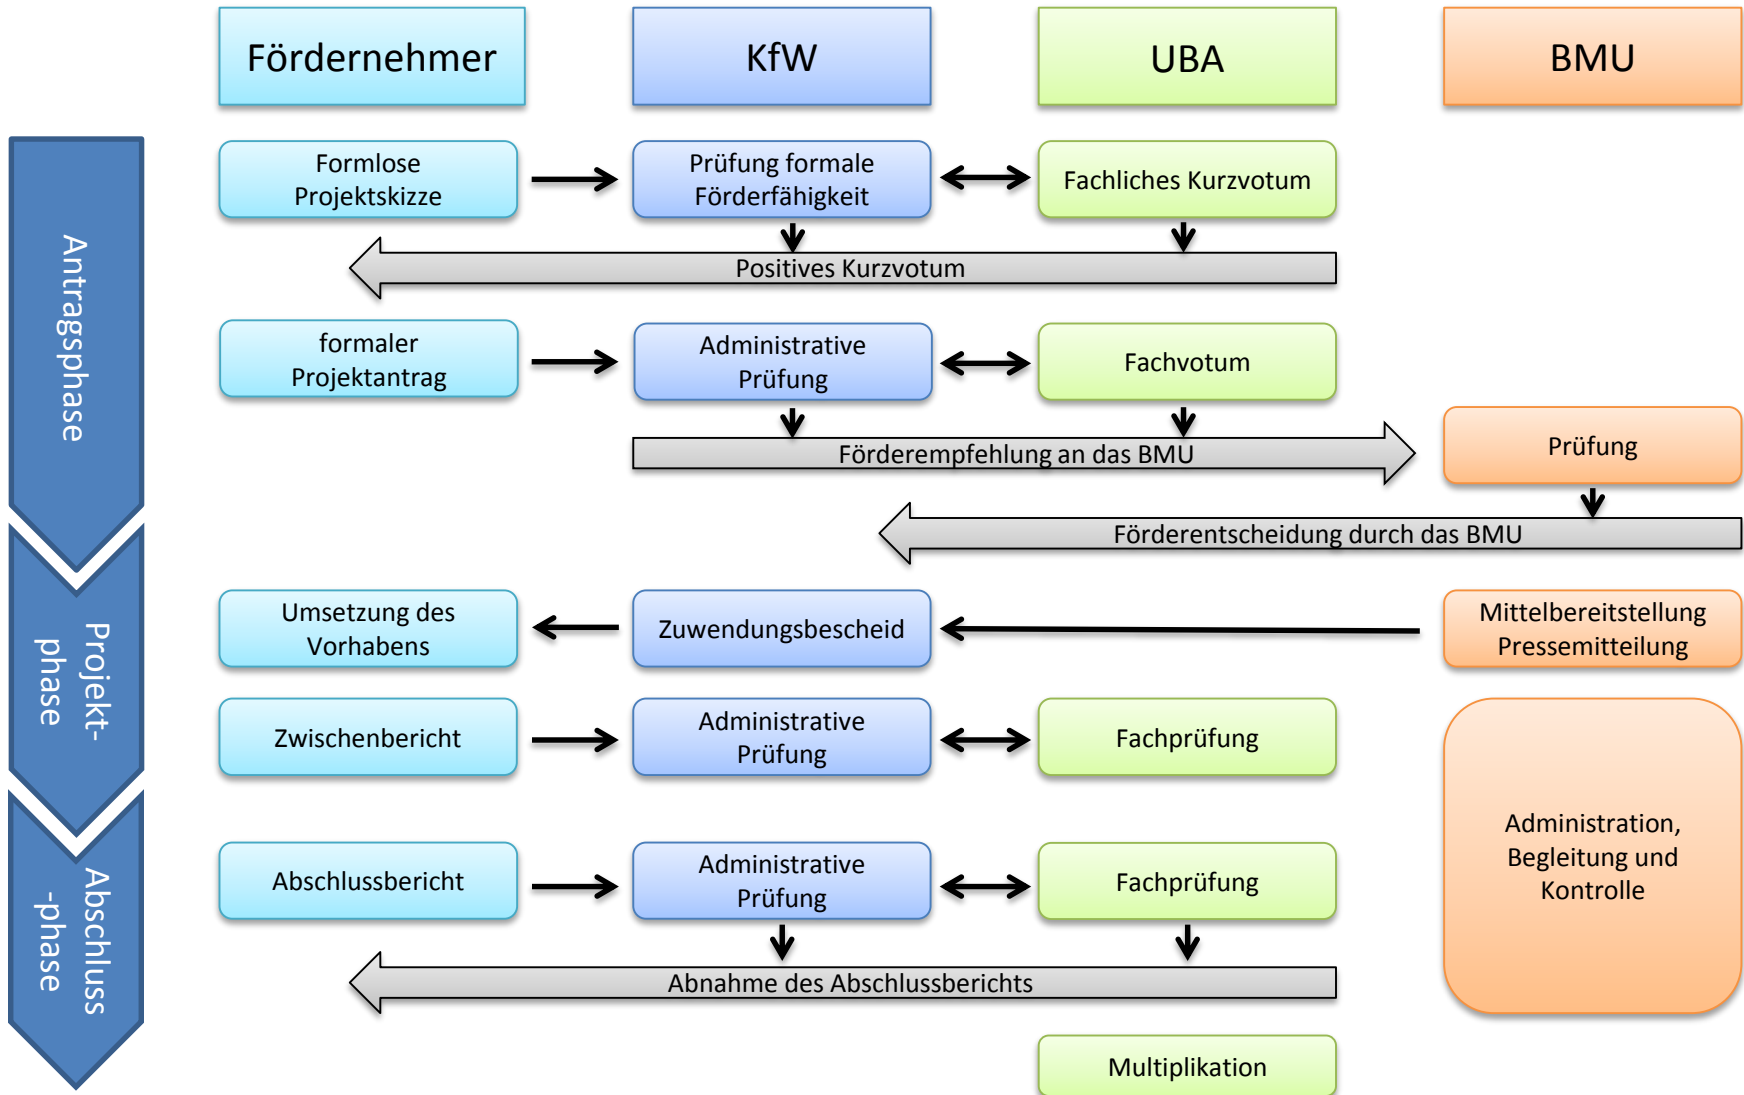 Fördernehmer
KfW
UBA
BMU
Antragsphase
Formlose
Projektskizze
Prüfung formale
Förderfähigkeit
Fachliches Kurzvotum
Positives Kurzvotum
formaler
Projektantrag
Administrative
Prüfung
Fachvotum
Förderempfehlung an das BMU
Prüfung
Förderentscheidung durch das BMU
Projekt-
phase
Umsetzung des
Vorhabens
Zuwendungsbescheid
Mittelbereitstellung
Pressemitteilung
Zwischenbericht
Administrative
Prüfung
Fachprüfung
Administration,
Begleitung und
Kontrolle
Abschluss
-phase
Abschlussbericht
Administrative
Prüfung
Fachprüfung
Abnahme des Abschlussberichts
Multiplikation